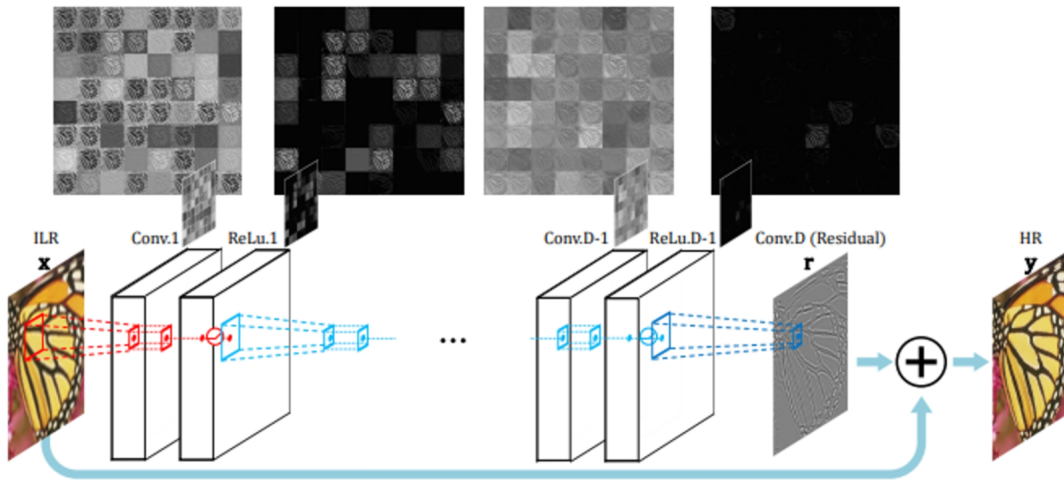 ILR
x
Conv.1
ReLu.1
...
Conv.D-1
ReLu.D-1
Conv.D (Residual)
r
HR
y